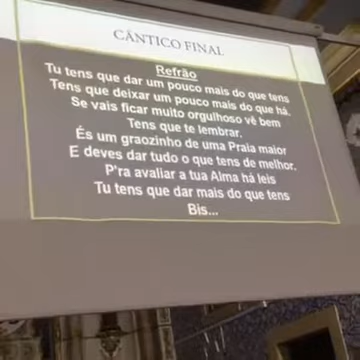 CÂNTICO FINAL
Refrão
Tu tens que dar um pouco mais do que tens
Tens que deixar um pouco mais do que há.
Se vais ficar muito orgulhoso vê bem
Tens que te lembrar.
És um graozinho de uma Praia maior
E deves dar tudo o que tens de melhor.
P'ra avaliar a tua Alma há leis
Tu tens que dar mais do que tens
Bis...